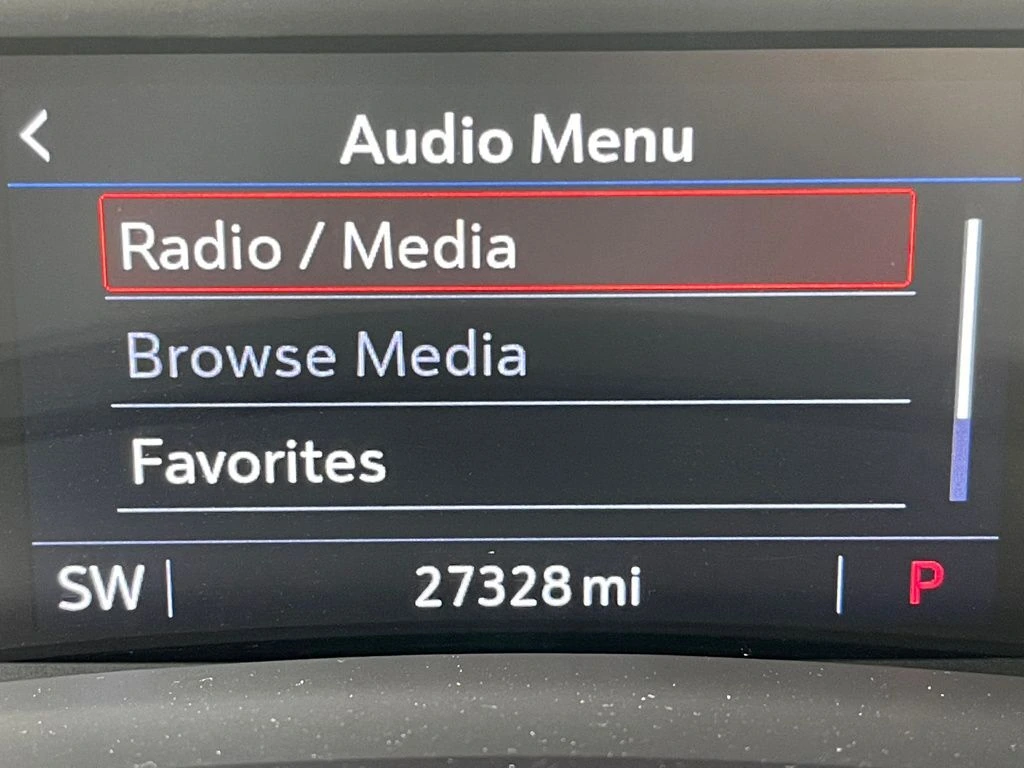 Audio Menu
Radio / Media
Browse Media
Favorites
SW 27328 mi P